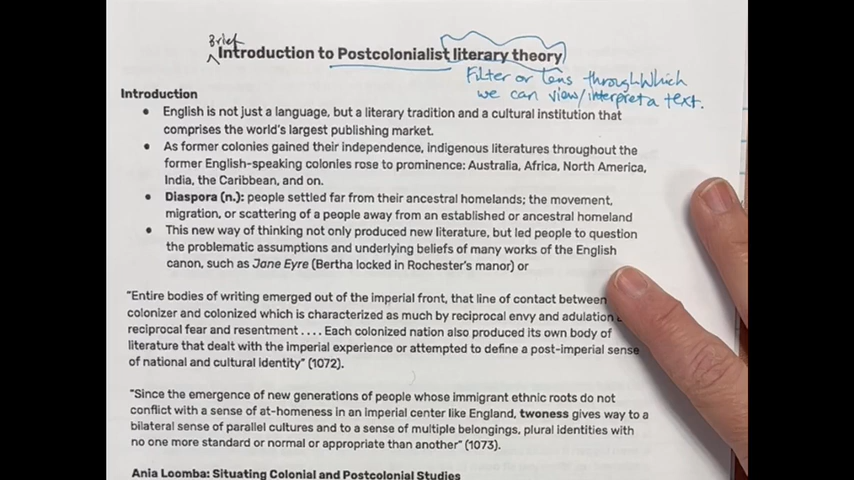 Brief
Introduction to Postcolonialist literary theory
Filter or lens through which
we can view/interpret a text.
Introduction
• English is not just a language, but a literary tradition and a cultural institution that
comprises the world's largest publishing market.
• As former colonies gained their independence, indigenous literatures throughout the
former English-speaking colonies rose to prominence: Australia, Africa, North America,
India, the Caribbean, and on.
• Diaspora (n.): people settled far from their ancestral homelands; the movement,
migration, or scattering of a people away from an established or ancestral homeland
• This new way of thinking not only produced new literature, but led people to question
the problematic assumptions and underlying beliefs of many works of the English
canon, such as Jane Eyre (Bertha locked in Rochester's manor) or
"Entire bodies of writing emerged out of the imperial front, that line of contact between
colonizer and colonized which is characterized as much by reciprocal envy and adulation
reciprocal fear and resentment . . . . Each colonized nation also produced its own body of
literature that dealt with the imperial experience or attempted to define a post-imperial sense
of national and cultural identity" (1072).
"Since the emergence of new generations of people whose immigrant ethnic roots do not
conflict with a sense of at-homeness in an imperial center like England, twoness gives way to a
bilateral sense of parallel cultures and to a sense of multiple belongings, plural identities with
no one more standard or normal or appropriate than another" (1073).
Ania Loomba: Situating Colonial and Postcolonial Studies